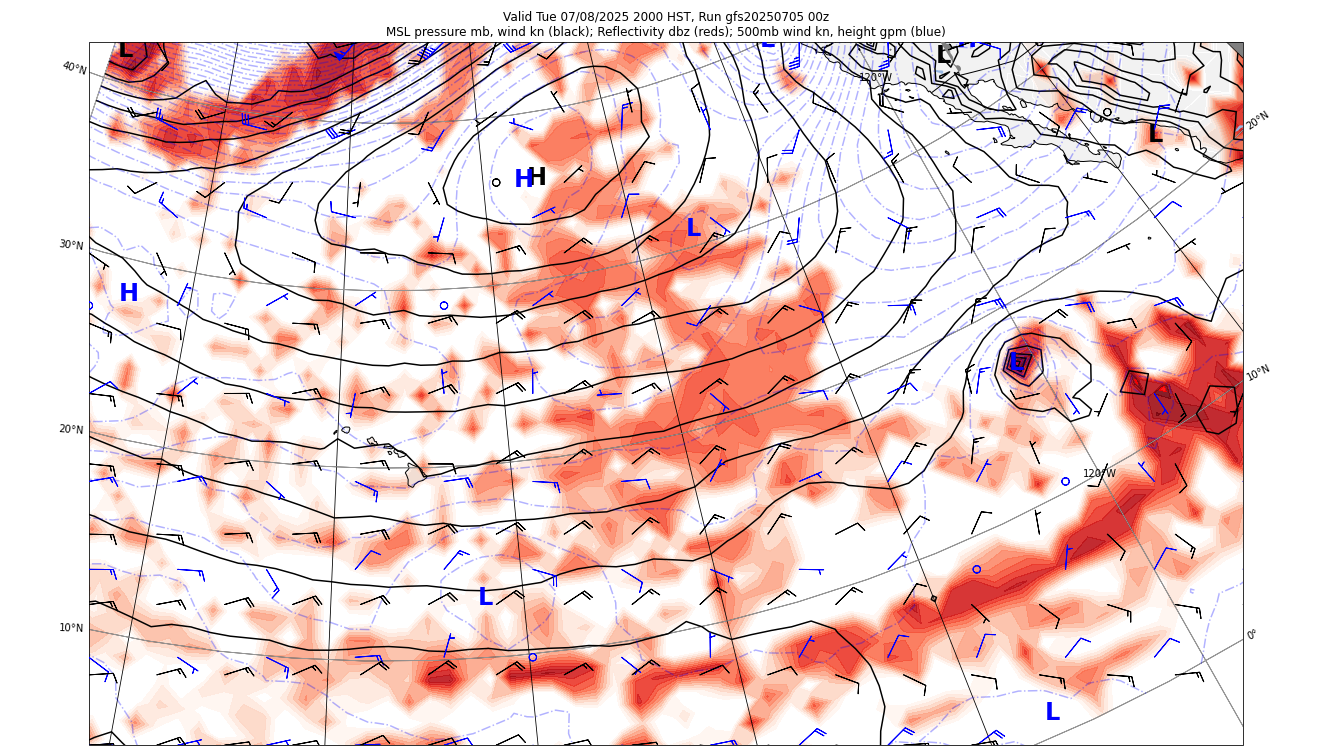 Valid Tue 07/08/2025 2000 HST, Run gfs20250705 00z
MSL pressure mb, wind kn (black); Reflectivity dbz (reds); 500mb wind kn, height gpm (blue)
L
L
H
L
40°N
120°W
20°N
L
H
H
L
30°N
H
L
10°N
20°N
120°W
L
10°N
0°
L